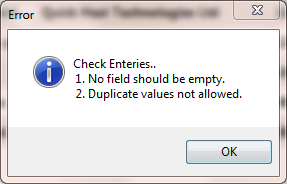 Error
Check Enteries..
1. No field should be empty.
2. Duplicate values not allowed.
OK